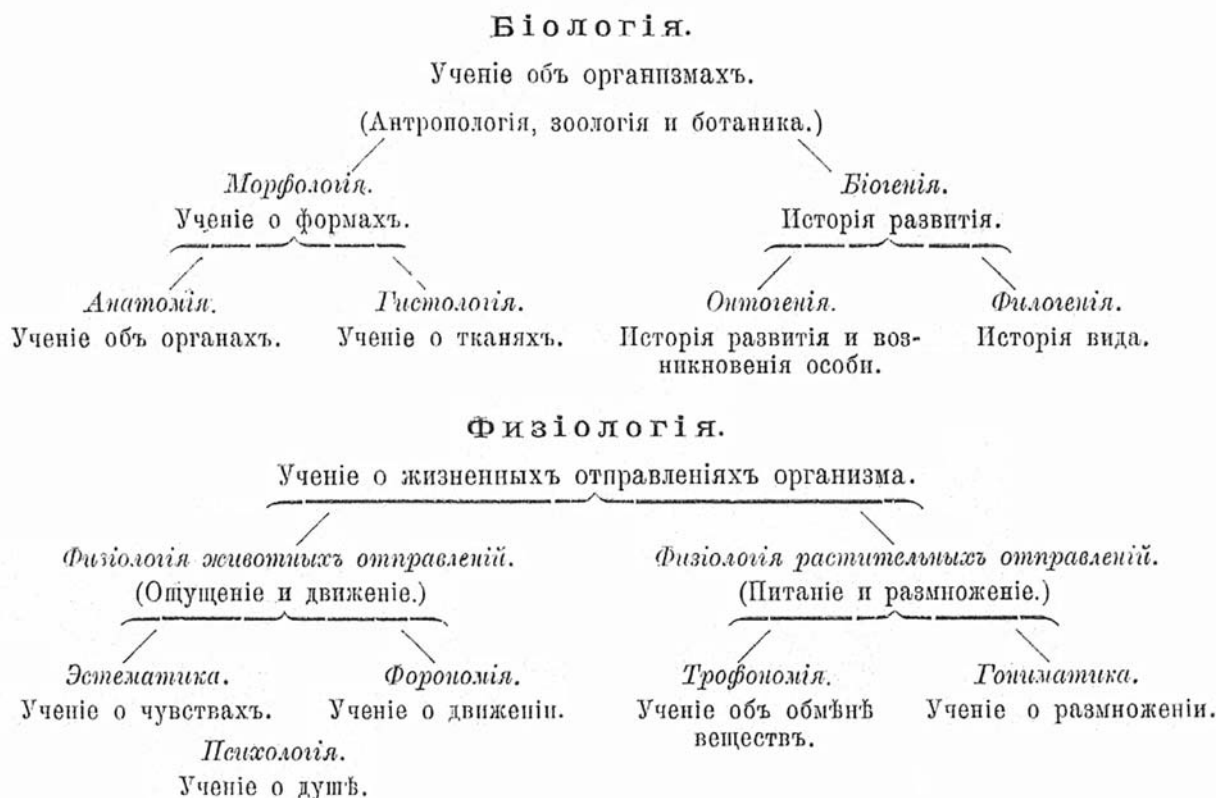 Біологія.
Ученіе объ организмахъ.
(Антропологія, зоологія и ботаника.)
Морфологія.
Ученіе о формахъ.
Біогенія.
Исторія развитія.
Анатомія.
Ученіе объ органахъ.
Гистологія.
Ученіе о тканяхъ.
Онтогенія.
Исторія развитія и воз-
никновенія особи.
Филогенія.
Исторія вида.
Физіологія.
Ученіе о жизненныхъ отправленіяхъ организма.
Физіологія животныхъ отправленій.
(Ощущеніе и движеніе.)
Физіологія растительныхъ отправленій.
(Питаніе и размноженіе.)
Эстематика.
Ученіе о чувствахъ.
Форономія.
Ученіе о движеніи.
Психологія.
Ученіе о душѣ.
Трофономія.
Ученіе объ обмѣнѣ
веществъ.
Гониматика.
Ученіе о размноженіи.